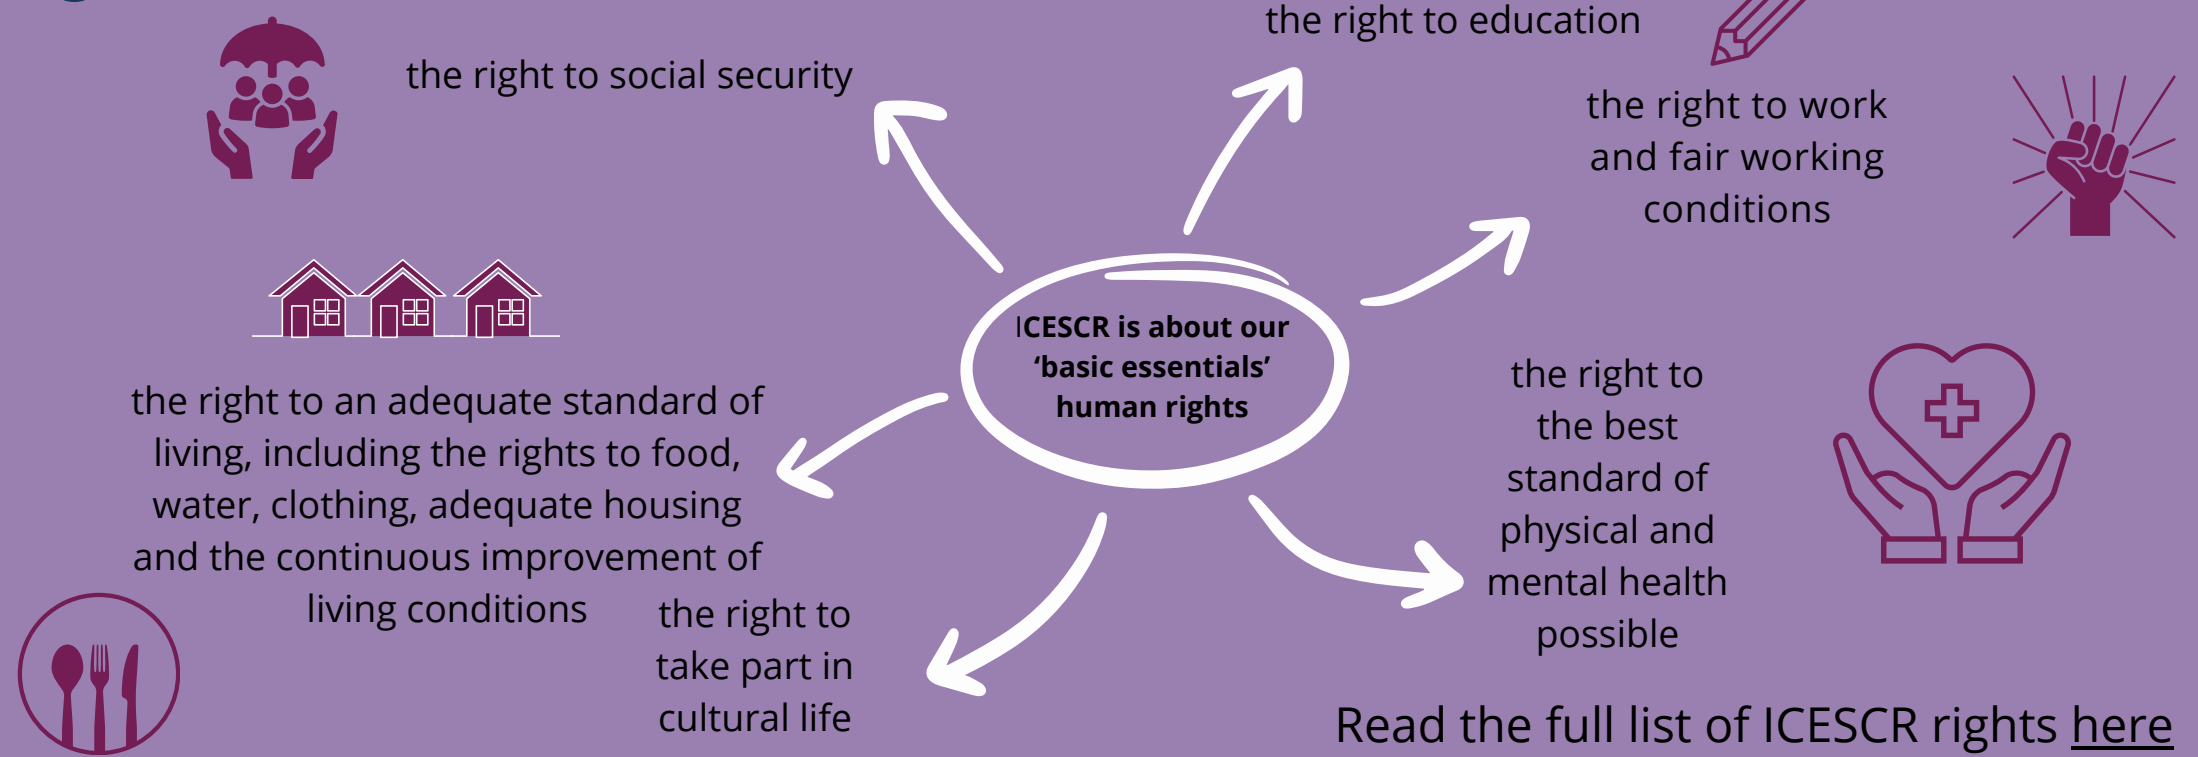 the right to education
the right to social security
the right to work
and fair working
conditions
ICESCR is about our
‘basic essentials’
human rights
the right to
the best
standard of
physical and
mental health
possible
the right to an adequate standard of
living, including the rights to food,
water, clothing, adequate housing
and the continuous improvement of
living conditions
the right to
take part in
cultural life
Read the full list of ICESCR rights here